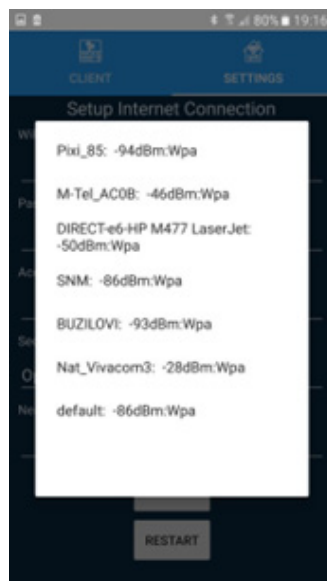 80% 19:16
CLIENT
SETTINGS
Setup Internet Connection
Pixi_85: -94dBm:Wpa
M-Tel_AC0B: -46dBm:Wpa
DIRECT-e6-HP M477 LaserJet:
-50dBm:Wpa
SNM: -86dBm:Wpa
BUZILOVI: -93dBm:Wpa
Nat_Vivacom3: -28dBm:Wpa
default: -86dBm:Wpa
RESTART